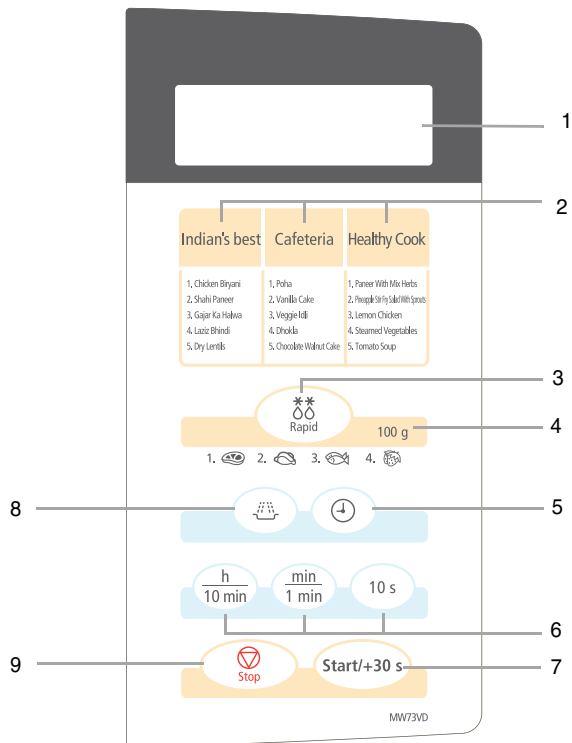 1
2
Indian's best
Cafeteria
Healthy Cook
1, Chicken Biryani
2, Shahi Paneer
3, Gajar Ka Halwa
4, Laziz Bhindi
5, Dry Lentils
1, Poha
2, Vanilla Cake
3, Veggie Idli
4, Dhokla
5, Chocolate Walnut Cake
1, Paneer With Mix Herbs
2, Pineapple Stir Fry Salad With Sprouts
3, Lemon Chicken
4, Steamed Vegetables
5, Tomato Soup
3
Rapid
100 g
4
1. 2. 3. 4.
8
5
h
10 min
min
1 min
10 s
6
9
Stop
Start/+30 s
7
MW73VD